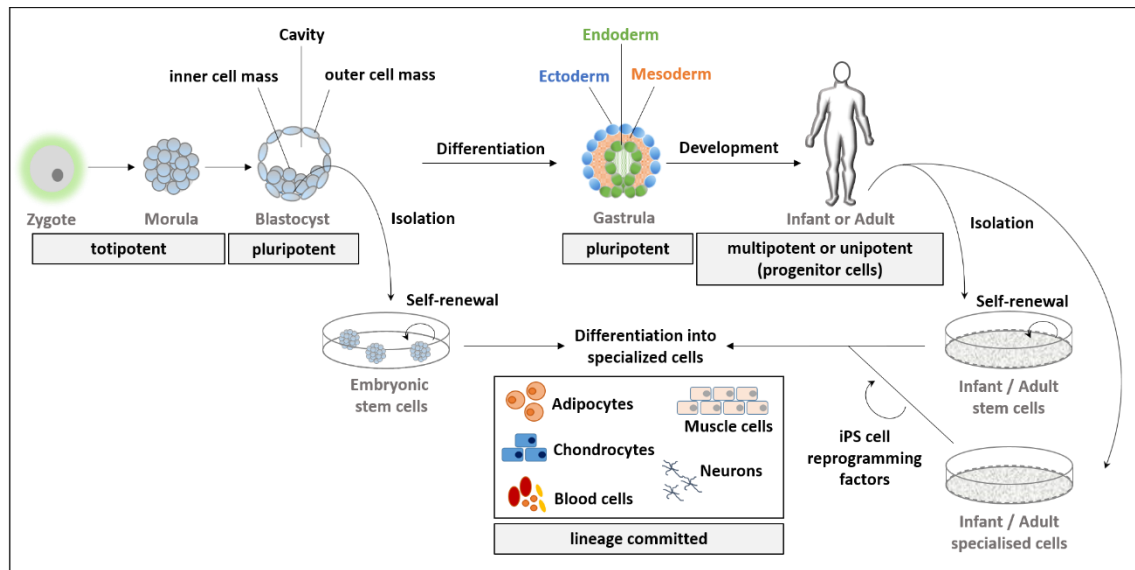 Cavity
inner cell mass
outer cell mass
Endoderm
Ectoderm
Mesoderm
Differentiation
Development
Zygote
Morula
Blastocyst
Gastrula
Infant or Adult
Isolation
Isolation
totipotent
pluripotent
pluripotent
multipotent or unipotent
(progenitor cells)
Self-renewal
Self-renewal
Differentiation into
specialized cells
Embryonic
stem cells
Infant / Adult
stem cells
Adipocytes
Muscle cells
Chondrocytes
Neurons
Blood cells
iPS cell
reprogramming
factors
lineage committed
Infant / Adult
specialised cells